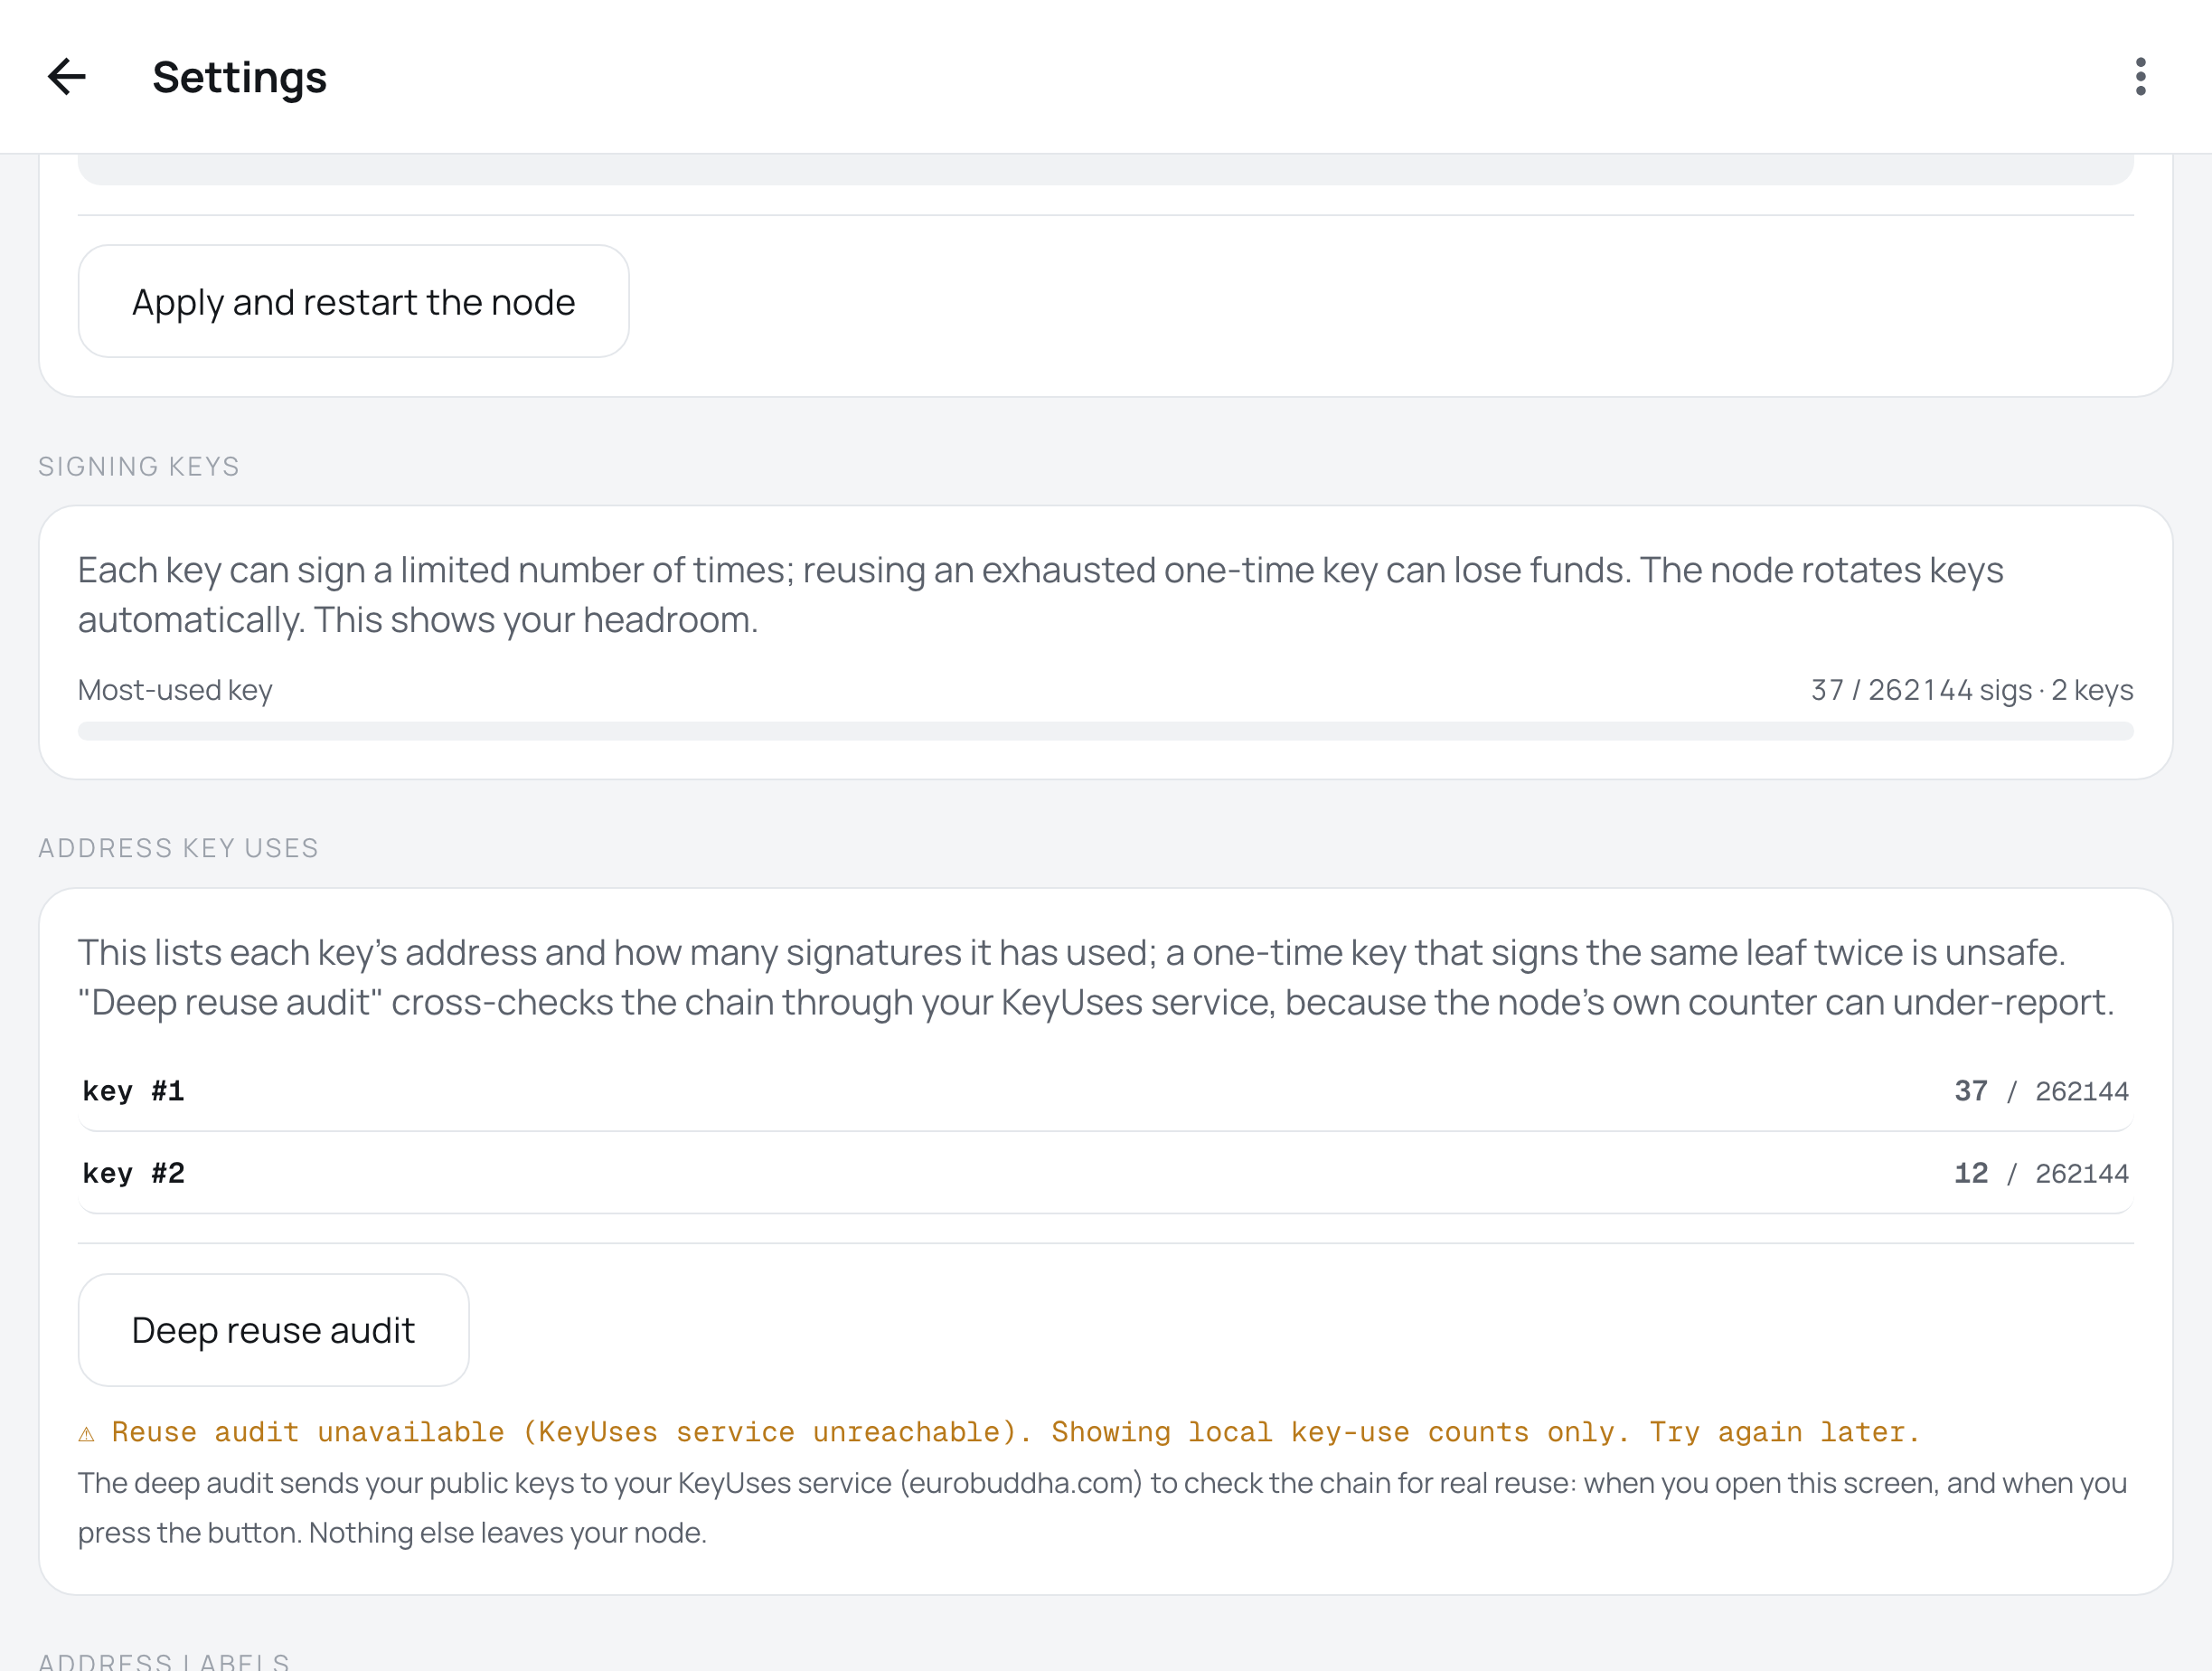 Settings
Apply and restart the node
SIGNING KEYS
Each key can sign a limited number of times; reusing an exhausted one-time key can lose funds. The node rotates keys
automatically. This shows your headroom.
Most-used key
37 / 262144 sigs · 2 keys
ADDRESS KEY USES
This lists each key's address and how many signatures it has used; a one-time key that signs the same leaf twice is unsafe.
"Deep reuse audit" cross-checks the chain through your KeyUses service, because the node's own counter can under-report.
key #1
37 / 262144
key #2
12 / 262144
Deep reuse audit
⚠ Reuse audit unavailable (KeyUses service unreachable). Showing local key-use counts only. Try again later.
The deep audit sends your public keys to your KeyUses service (eurobuddha.com) to check the chain for real reuse: when you open this screen, and when you
press the button. Nothing else leaves your node.
ADDRESS LABELS